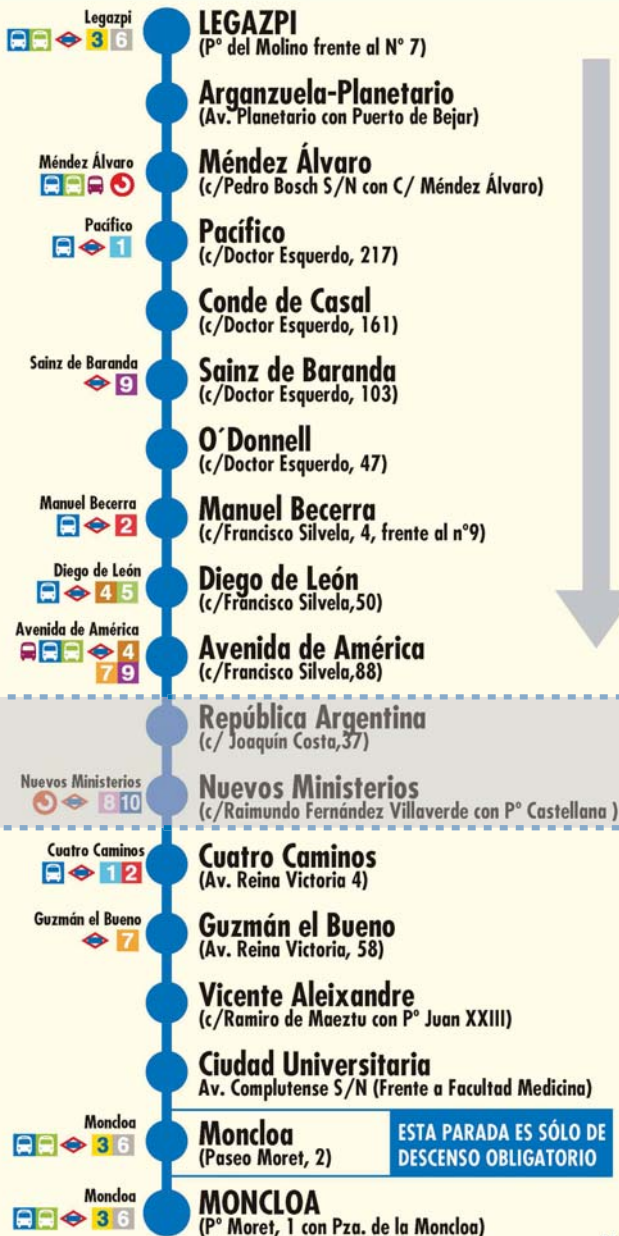 Legazpi
3 6
LEGAZPI
(Pº del Molino frente al Nº 7)
Arganzuela-Planetario
(Av. Planetario con Puerto de Bejar)
Méndez Álvaro
Méndez Álvaro
(c/Pedro Bosch S/N con C/ Méndez Álvaro)
Pacífico
1
Pacífico
(c/Doctor Esquerdo, 217)
Conde de Casal
(c/Doctor Esquerdo, 161)
Sainz de Baranda
9
Sainz de Baranda
(c/Doctor Esquerdo, 103)
O´Donnell
(c/Doctor Esquerdo, 47)
Manuel Becerra
2
Manuel Becerra
(c/Francisco Silvela, 4, frente al nº9)
Diego de León
4 5
Diego de León
(c/Francisco Silvela,50)
Avenida de América
4
7 9
Avenida de América
(c/Francisco Silvela,88)
República Argentina
(c/ Joaquín Costa,37)
Nuevos Ministerios
8 10
Nuevos Ministerios
(c/Raimundo Fernández Villaverde con Pº Castellana )
Cuatro Caminos
1 2
Cuatro Caminos
(Av. Reina Victoria 4)
Guzmán el Bueno
7
Guzmán el Bueno
(Av. Reina Victoria, 58)
Vicente Aleixandre
(c/Ramiro de Maeztu con Pº Juan XXIII)
Ciudad Universitaria
Av. Complutense S/N (Frente a Facultad Medicina)
Moncloa
3 6
Moncloa
(Paseo Moret, 2)
ESTA PARADA ES SÓLO DE
DESCENSO OBLIGATORIO
Moncloa
3 6
MONCLOA
(Pº Moret, 1 con Pza. de la Moncloa)